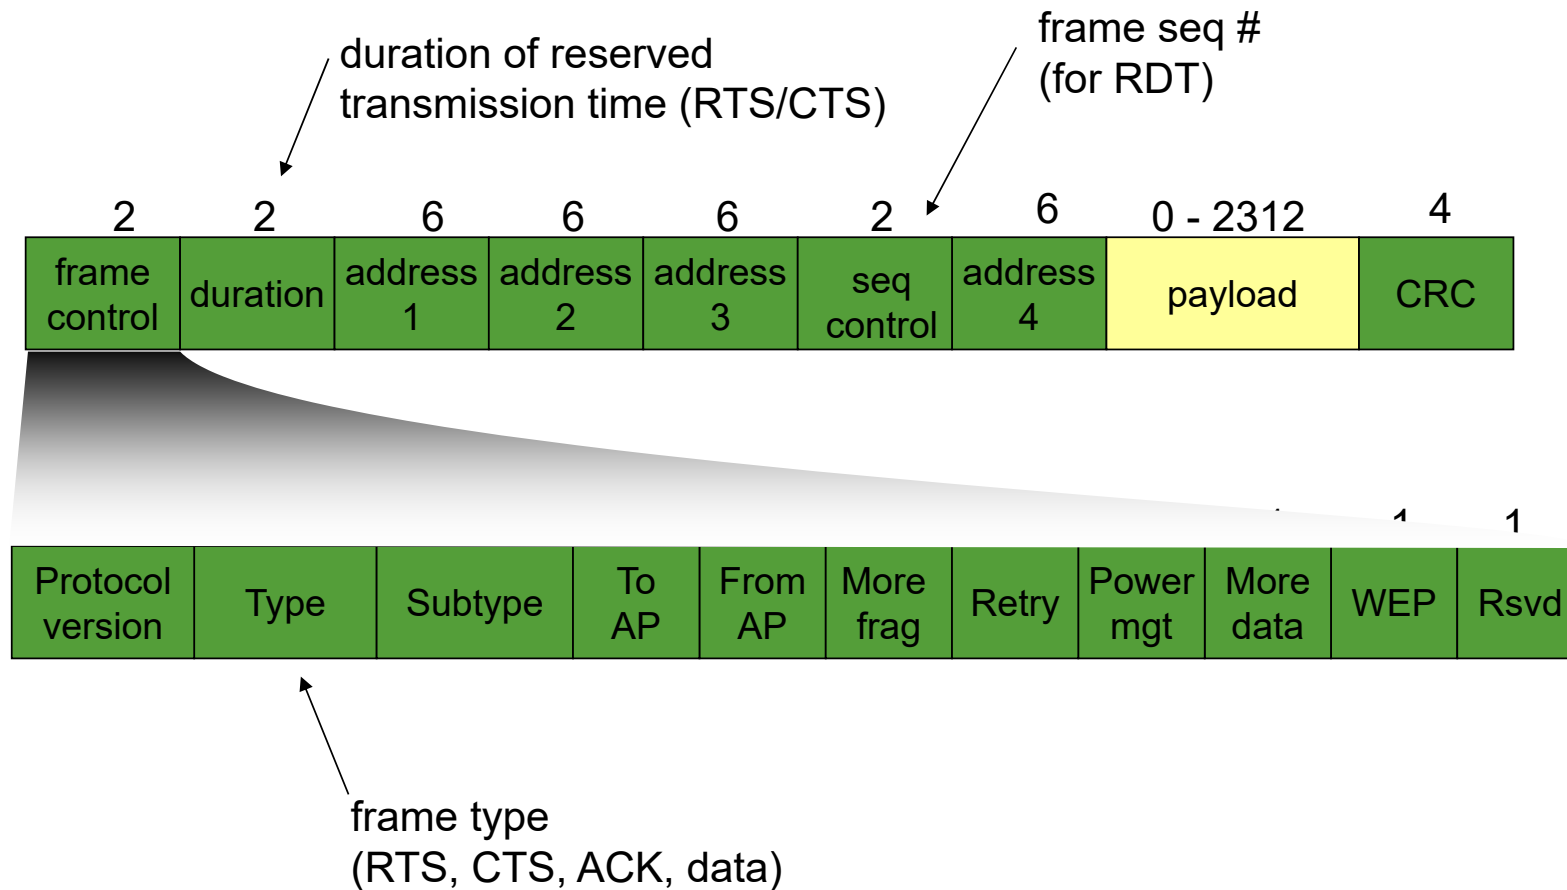 duration of reserved
transmission time (RTS/CTS)
frame seq #
(for RDT)
2 2 6 6 6 2 6 0 - 2312 4
frame
control
duration
address
1
address
2
address
3
seq
control
address
4
payload
CRC
1 1
Protocol
version
Type
Subtype
To
AP
From
AP
More
frag
Retry
Power
mgt
More
data
WEP
Rsvd
frame type
(RTS, CTS, ACK, data)